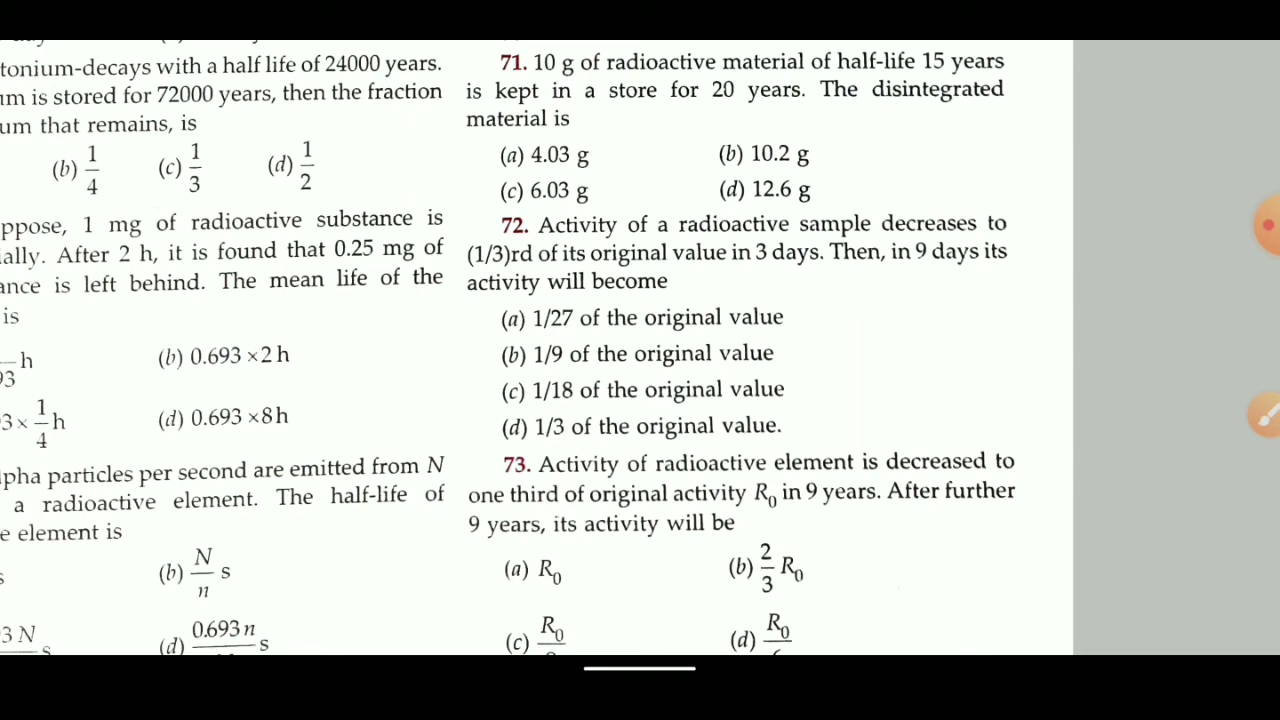 tonium-decays with a half life of 24000 years.
is stored for 72000 years, then the fraction
that remains, is
(b) 1/4 (c) 1/3 (d) 1/2
1 mg of radioactive substance is
After 2 h, it is found that 0.25 mg of
is left behind. The mean life of the
is
h (b) 0.693 ×2 h
× 1/4 h (d) 0.693 ×8 h
particles per second are emitted from N
a radioactive element. The half-life of
element is
s (b) N/n s
3 N s (d) 0.693 n s
71. 10 g of radioactive material of half-life 15 years
is kept in a store for 20 years. The disintegrated
material is
(a) 4.03 g (b) 10.2 g
(c) 6.03 g (d) 12.6 g
72. Activity of a radioactive sample decreases to
(1/3)rd of its original value in 3 days. Then, in 9 days its
activity will become
(a) 1/27 of the original value
(b) 1/9 of the original value
(c) 1/18 of the original value
(d) 1/3 of the original value.
73. Activity of radioactive element is decreased to
one third of original activity R₀ in 9 years. After further
9 years, its activity will be
(a) R₀ (b) 2/3 R₀
(c) R₀ (d) R₀